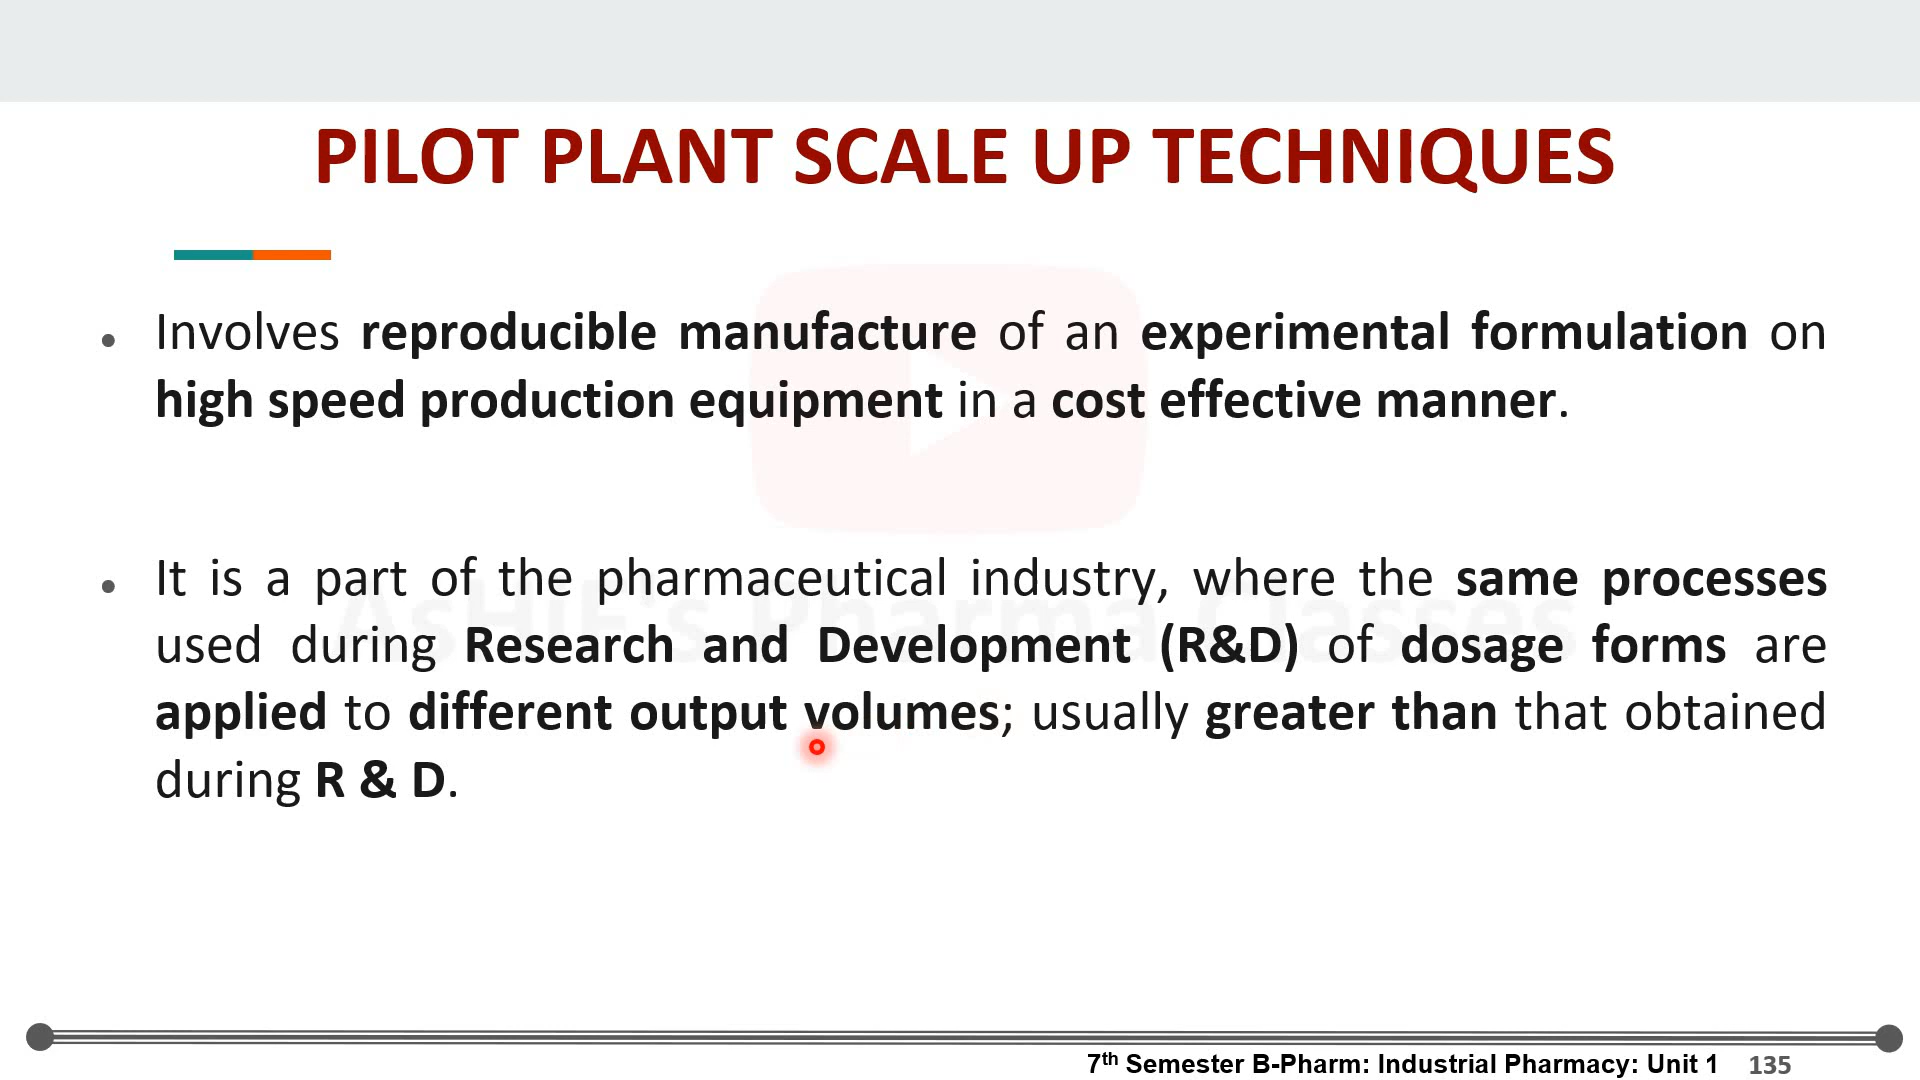 PILOT PLANT SCALE UP TECHNIQUES
• Involves reproducible manufacture of an experimental formulation on
high speed production equipment in a cost effective manner.
• It is a part of the pharmaceutical industry, where the same processes
used during Research and Development (R&D) of dosage forms are
applied to different output volumes; usually greater than that obtained
during R & D.
AsHiF's Pharma Classes
7th Semester B-Pharm: Industrial Pharmacy: Unit 1 135